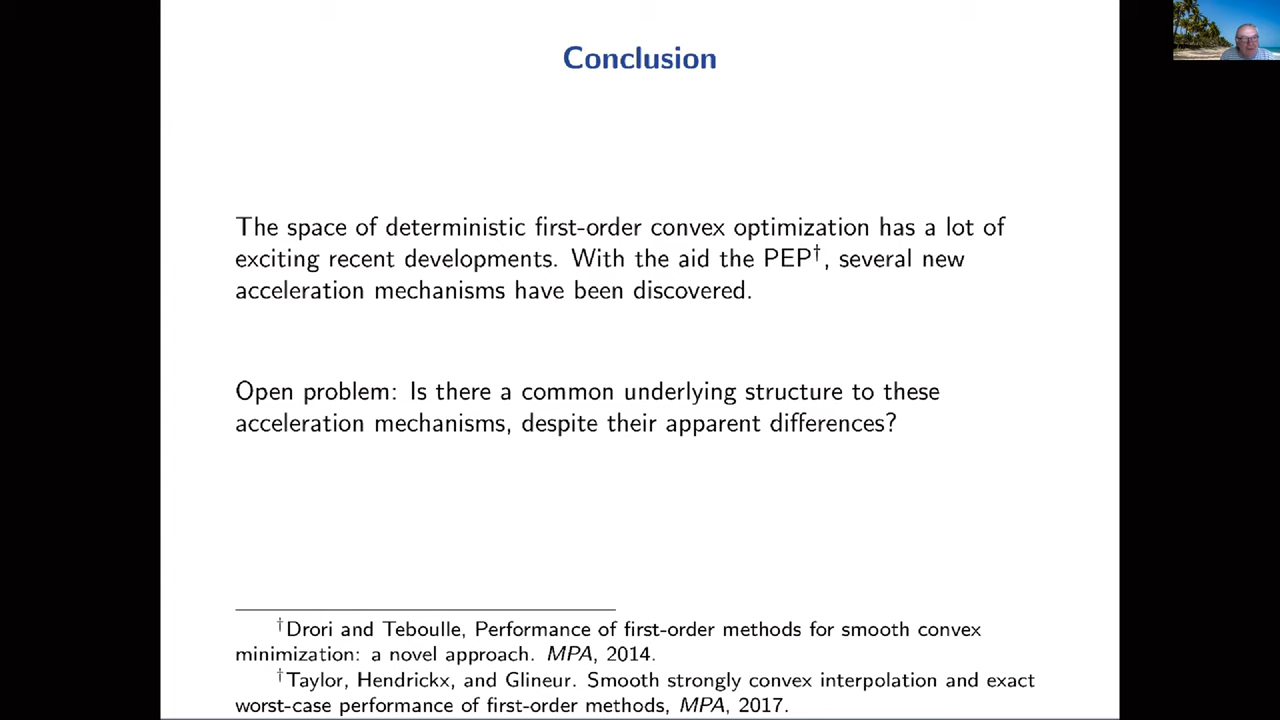 Conclusion
The space of deterministic first-order convex optimization has a lot of
exciting recent developments. With the aid the PEP†, several new
acceleration mechanisms have been discovered.
Open problem: Is there a common underlying structure to these
acceleration mechanisms, despite their apparent differences?
†Drori and Teboulle, Performance of first-order methods for smooth convex
minimization: a novel approach. MPA, 2014.
†Taylor, Hendrickx, and Glineur. Smooth strongly convex interpolation and exact
worst-case performance of first-order methods, MPA, 2017.